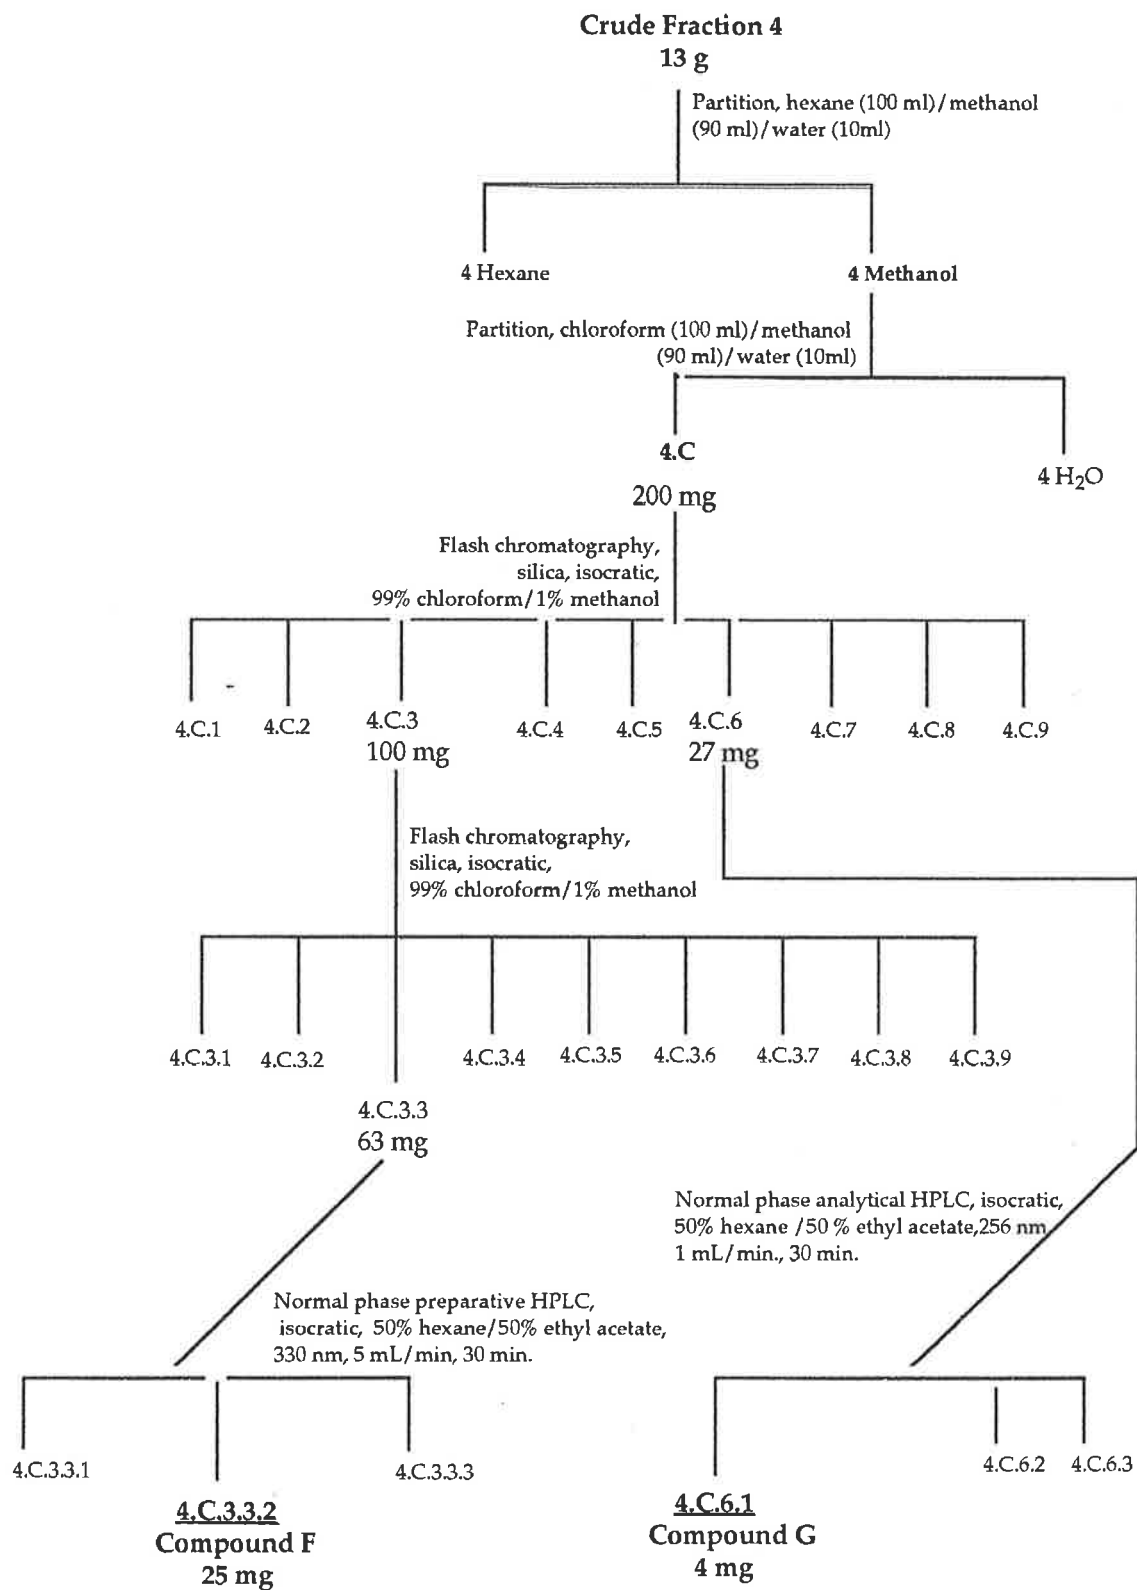 Crude Fraction 4
13 g
Partition, hexane (100 ml)/methanol
(90 ml)/water (10ml)
4 Hexane
4 Methanol
Partition, chloroform (100 ml)/methanol
(90 ml)/water (10ml)
4.C
200 mg
4 H₂O
Flash chromatography,
silica, isocratic,
99% chloroform/1% methanol
4.C.1
4.C.2
4.C.3
100 mg
4.C.4
4.C.5
4.C.6
27 mg
4.C.7
4.C.8
4.C.9
Flash chromatography,
silica, isocratic,
99% chloroform/1% methanol
4.C.3.1
4.C.3.2
4.C.3.3
63 mg
4.C.3.4
4.C.3.5
4.C.3.6
4.C.3.7
4.C.3.8
4.C.3.9
Normal phase analytical HPLC, isocratic,
50% hexane /50 % ethyl acetate,256 nm
1 mL/min., 30 min.
Normal phase preparative HPLC,
isocratic, 50% hexane/50% ethyl acetate,
330 nm, 5 mL/min, 30 min.
4.C.3.3.1
4.C.3.3.2
Compound F
25 mg
4.C.3.3.3
4.C.6.1
Compound G
4 mg
4.C.6.2
4.C.6.3